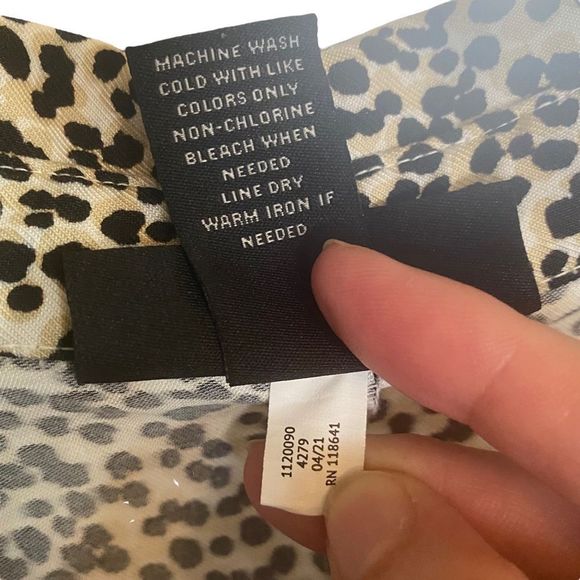 MACHINE WASH
COLD WITH LIKE
COLORS ONLY
NON-CHLORINE
BLEACH WHEN
NEEDED
LINE DRY
WARM IRON IF
NEEDED
1120090
4279
04/21
RN 118641